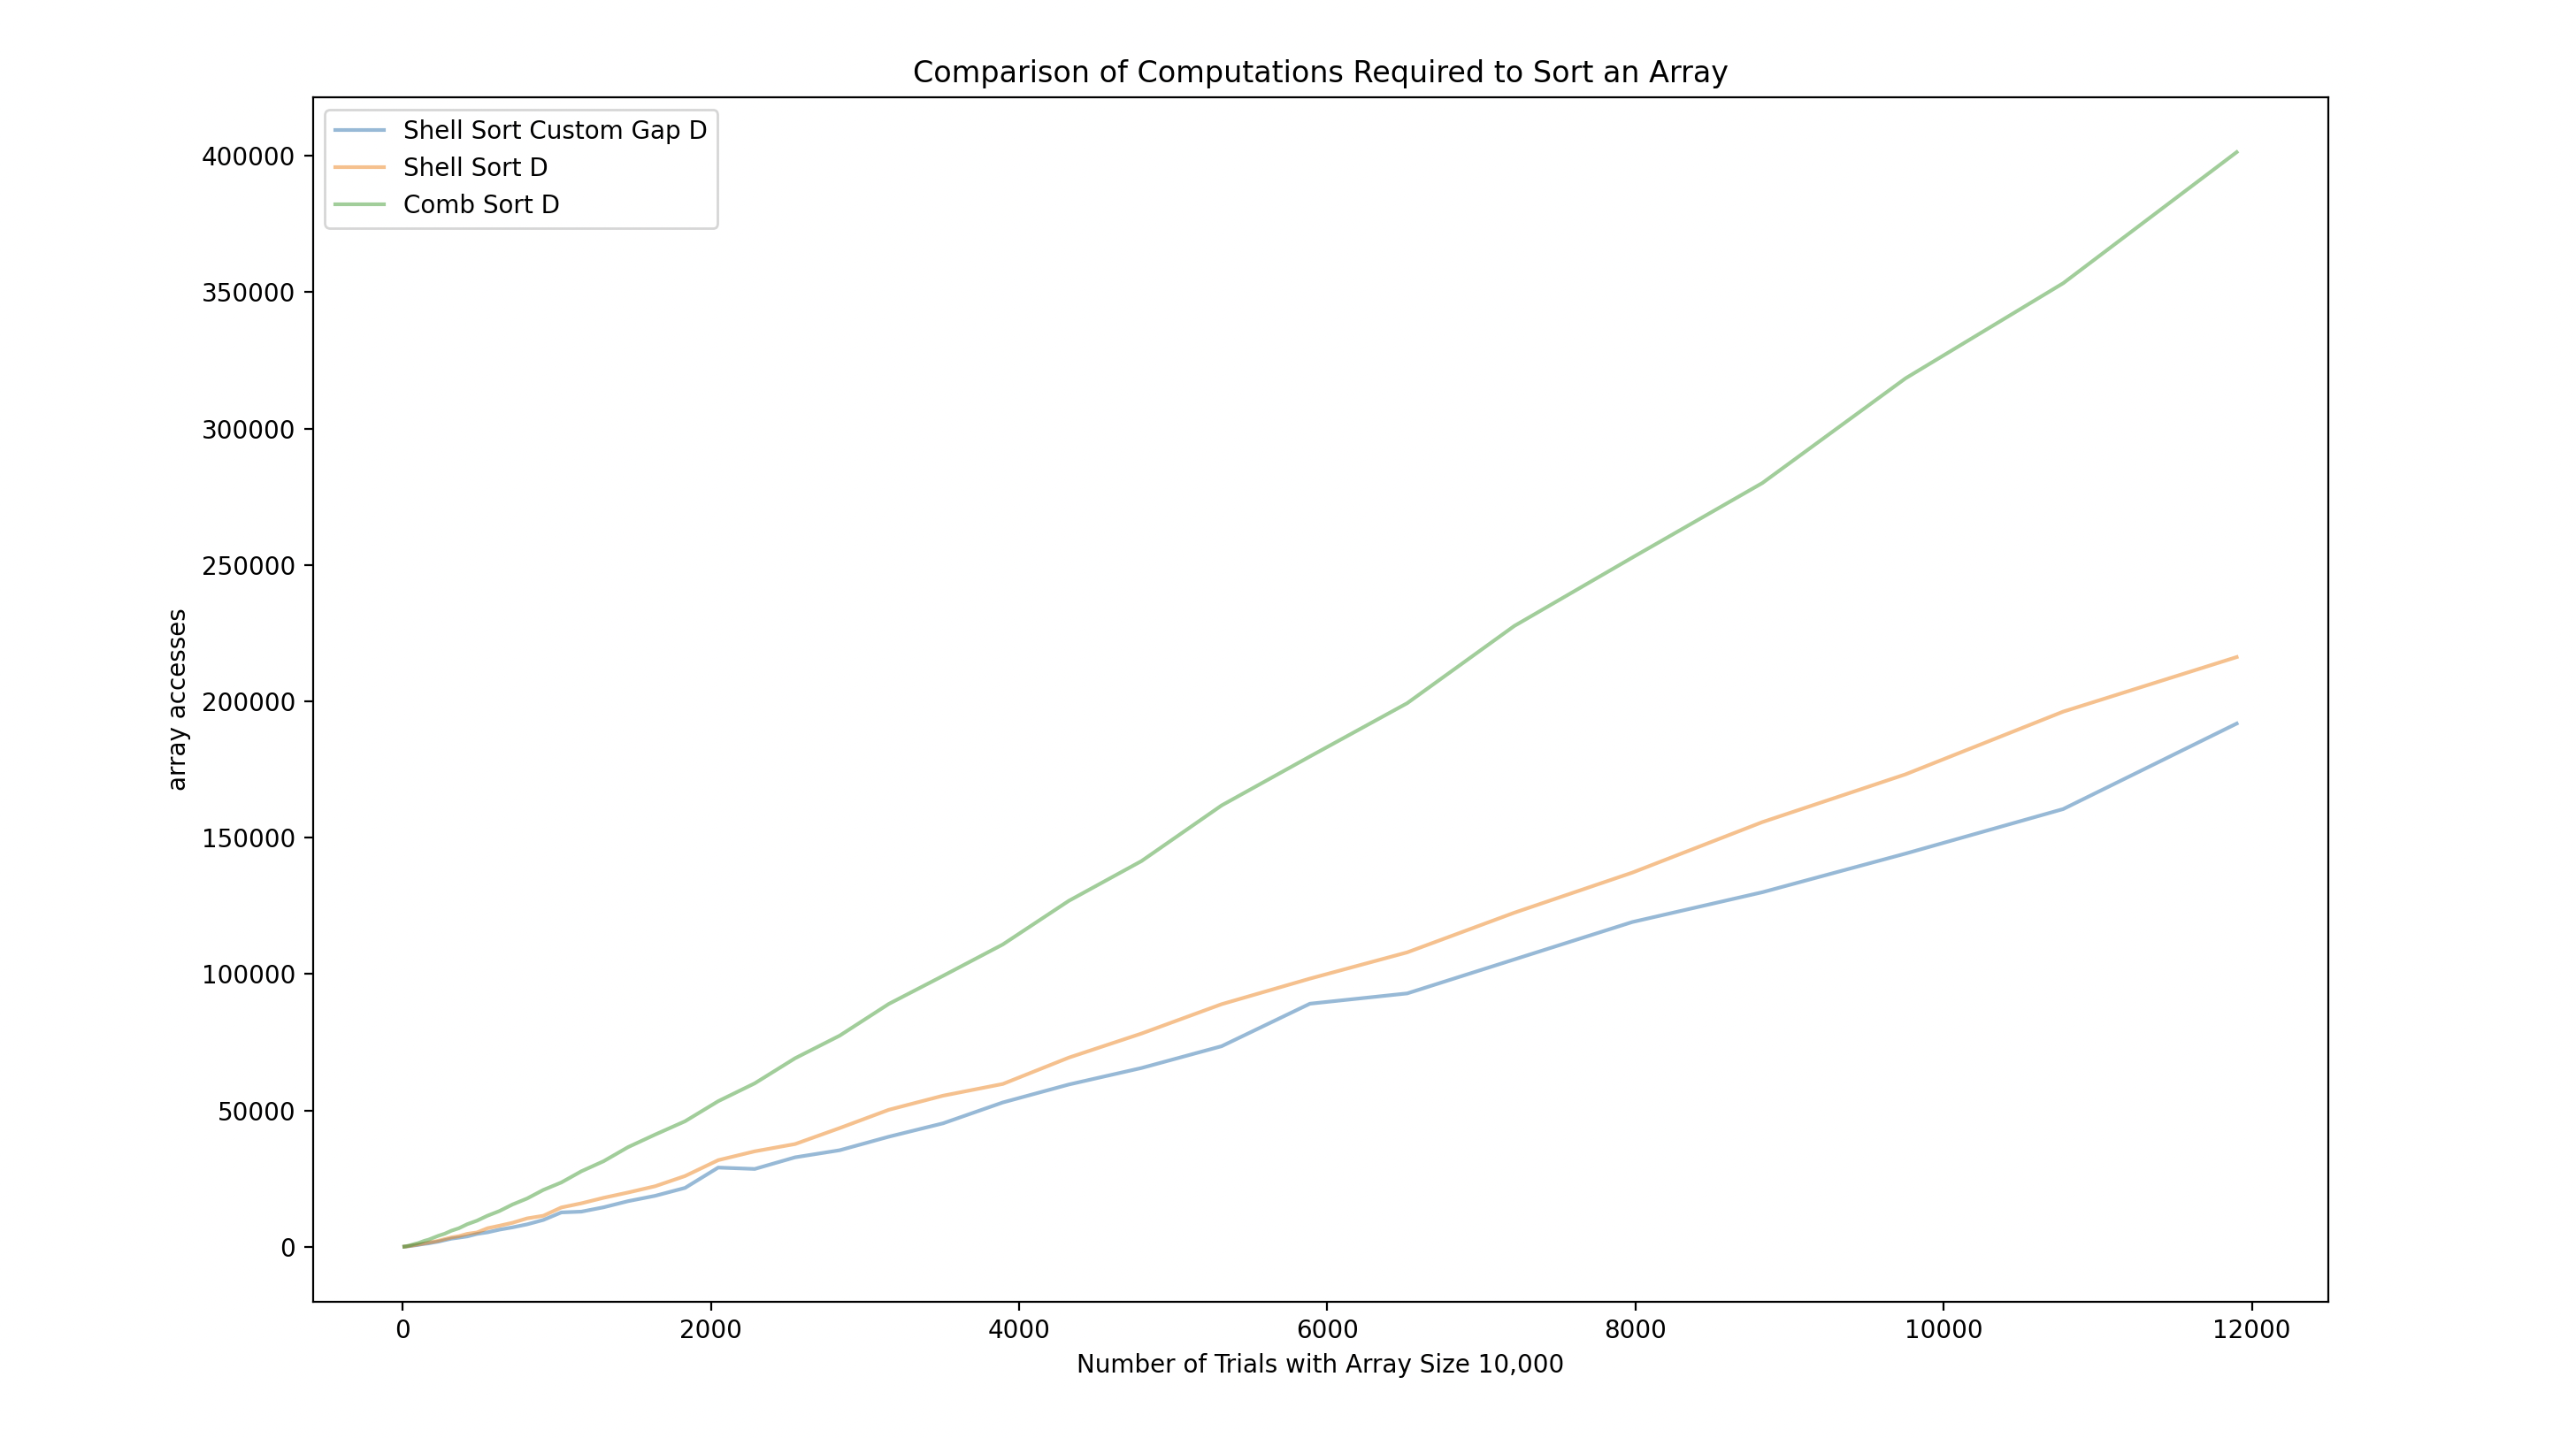 Comparison of Computations Required to Sort an Array
Shell Sort Custom Gap D
Shell Sort D
Comb Sort D
400000
350000
300000
250000
200000
150000
100000
50000
0
array accesses
0 2000 4000 6000 8000 10000 12000
Number of Trials with Array Size 10,000